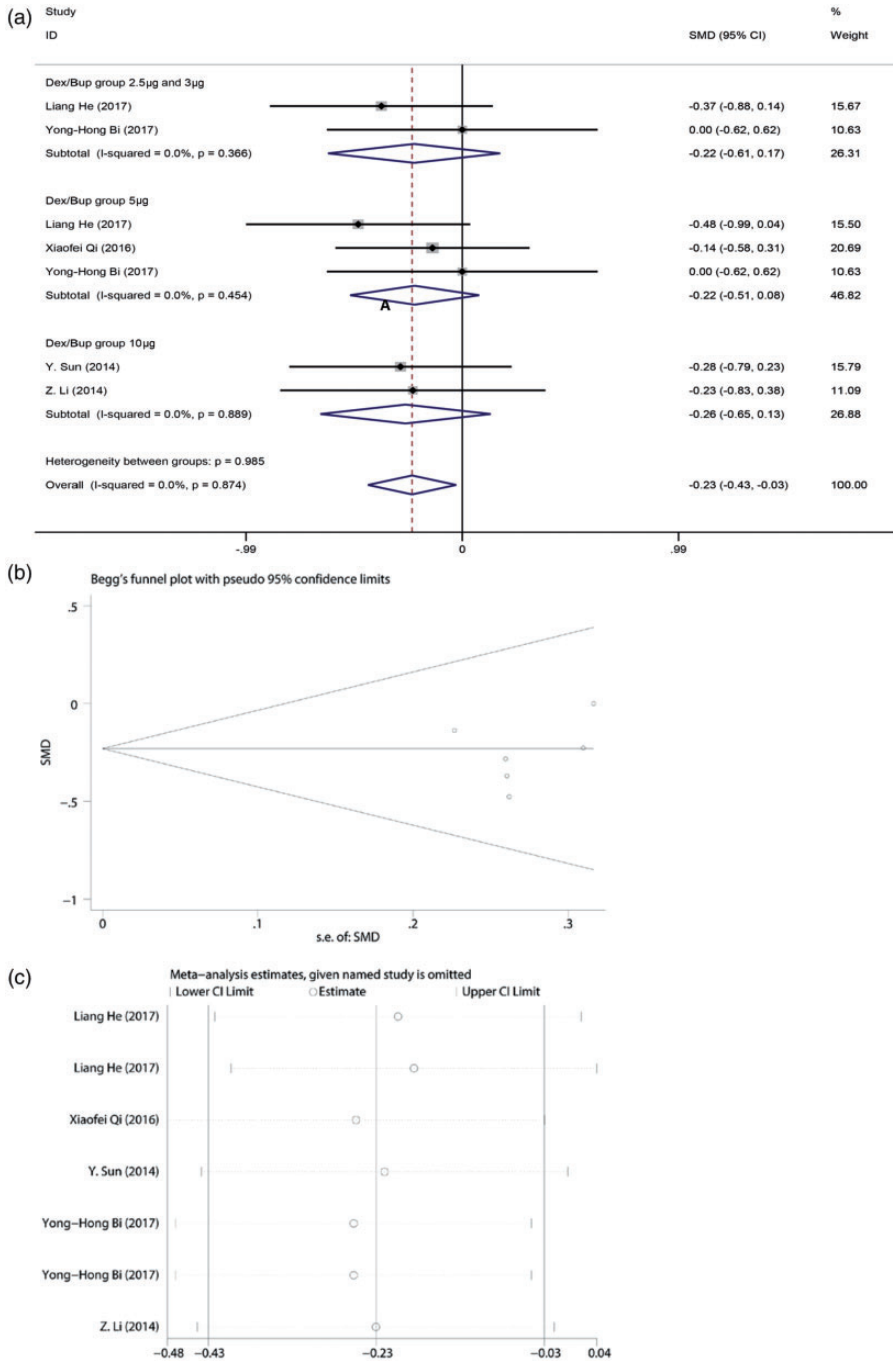 (a)
Study %
ID SMD (95% CI) Weight
Dex/Bup group 2.5µg and 3µg
Liang He (2017) -0.37 (-0.88, 0.14) 15.67
Yong-Hong Bi (2017) 0.00 (-0.62, 0.62) 10.63
Subtotal (I-squared = 0.0%, p = 0.366) -0.22 (-0.61, 0.17) 26.31
Dex/Bup group 5µg
Liang He (2017) -0.48 (-0.99, 0.04) 15.50
Xiaofei Qi (2016) -0.14 (-0.58, 0.31) 20.69
Yong-Hong Bi (2017) 0.00 (-0.62, 0.62) 10.63
Subtotal (I-squared = 0.0%, p = 0.454) -0.22 (-0.51, 0.08) 46.82
A
Dex/Bup group 10µg
Y. Sun (2014) -0.28 (-0.79, 0.23) 15.79
Z. Li (2014) -0.23 (-0.83, 0.38) 11.09
Subtotal (I-squared = 0.0%, p = 0.889) -0.26 (-0.65, 0.13) 26.88
Heterogeneity between groups: p = 0.985
Overall (I-squared = 0.0%, p = 0.874) -0.23 (-0.43, -0.03) 100.00
-.99 0 .99
(b)
Begg's funnel plot with pseudo 95% confidence limits
.5
0
SMD
−.5
−1
0 .1 .2 .3
s.e. of: SMD
(c)
Meta−analysis estimates, given named study is omitted
Lower CI Limit Estimate Upper CI Limit
Liang He (2017)
Liang He (2017)
Xiaofei Qi (2016)
Y. Sun (2014)
Yong−Hong Bi (2017)
Yong−Hong Bi (2017)
Z. Li (2014)
−0.48 −0.43 −0.23 −0.03 0.04